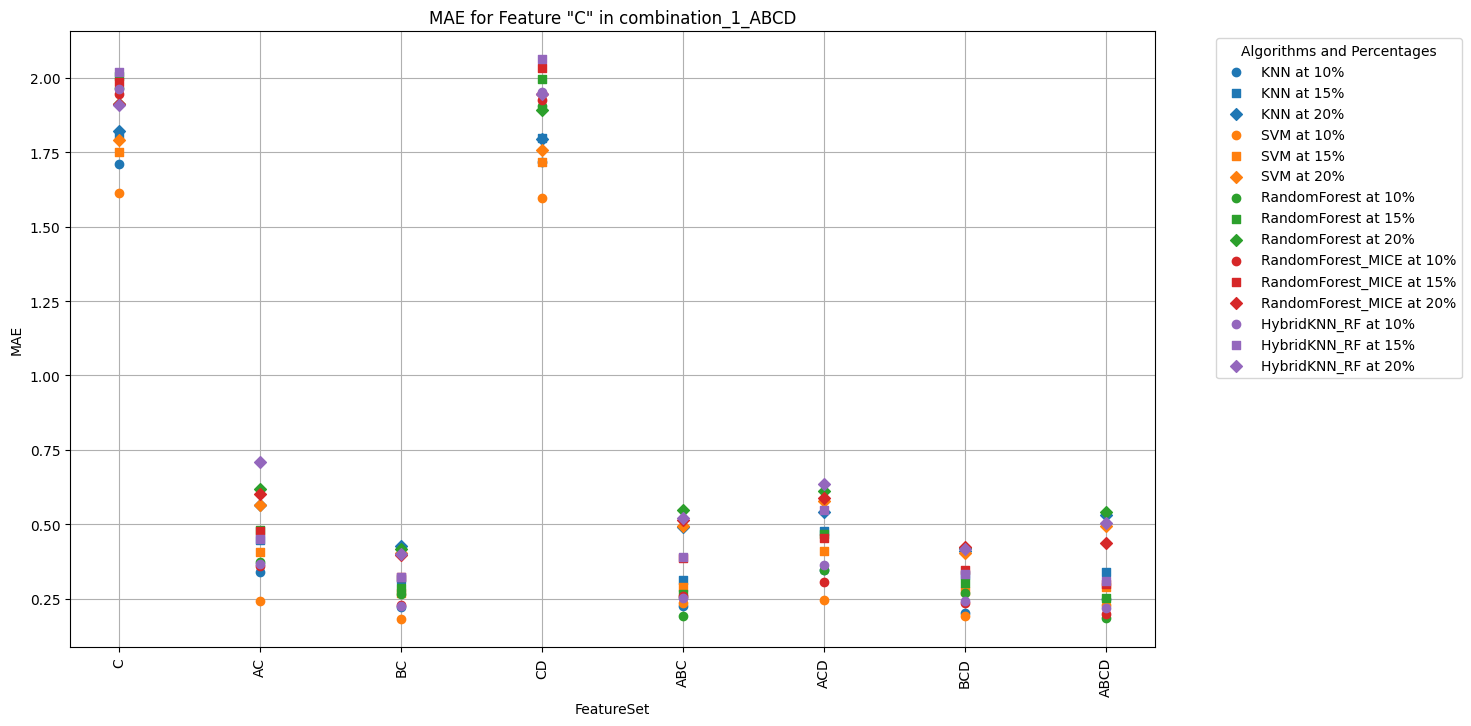 MAE for Feature "C" in combination_1_ABCD
MAE
2.00
1.75
1.50
1.25
1.00
0.75
0.50
0.25
C
AC
BC
CD
ABC
ACD
BCD
ABCD
FeatureSet
Algorithms and Percentages
KNN at 10%
KNN at 15%
KNN at 20%
SVM at 10%
SVM at 15%
SVM at 20%
RandomForest at 10%
RandomForest at 15%
RandomForest at 20%
RandomForest_MICE at 10%
RandomForest_MICE at 15%
RandomForest_MICE at 20%
HybridKNN_RF at 10%
HybridKNN_RF at 15%
HybridKNN_RF at 20%